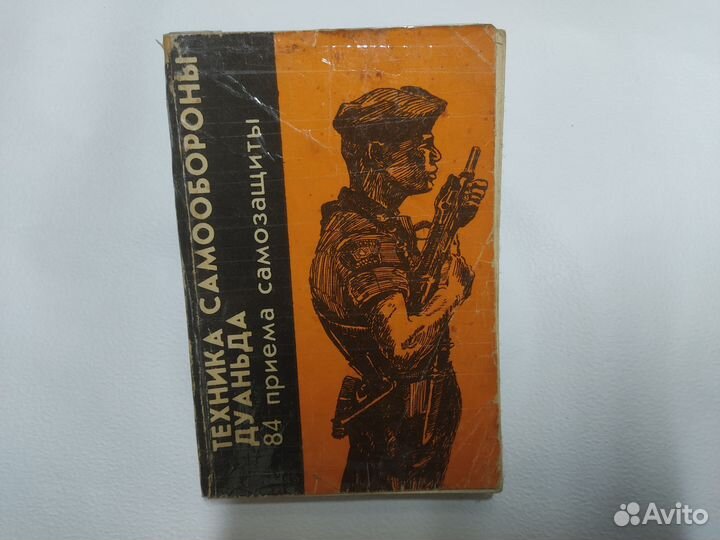 ТЕХНИКА САМООБОРОНЫ
ДУАНЬДА
84 приема самозащиты
Avito